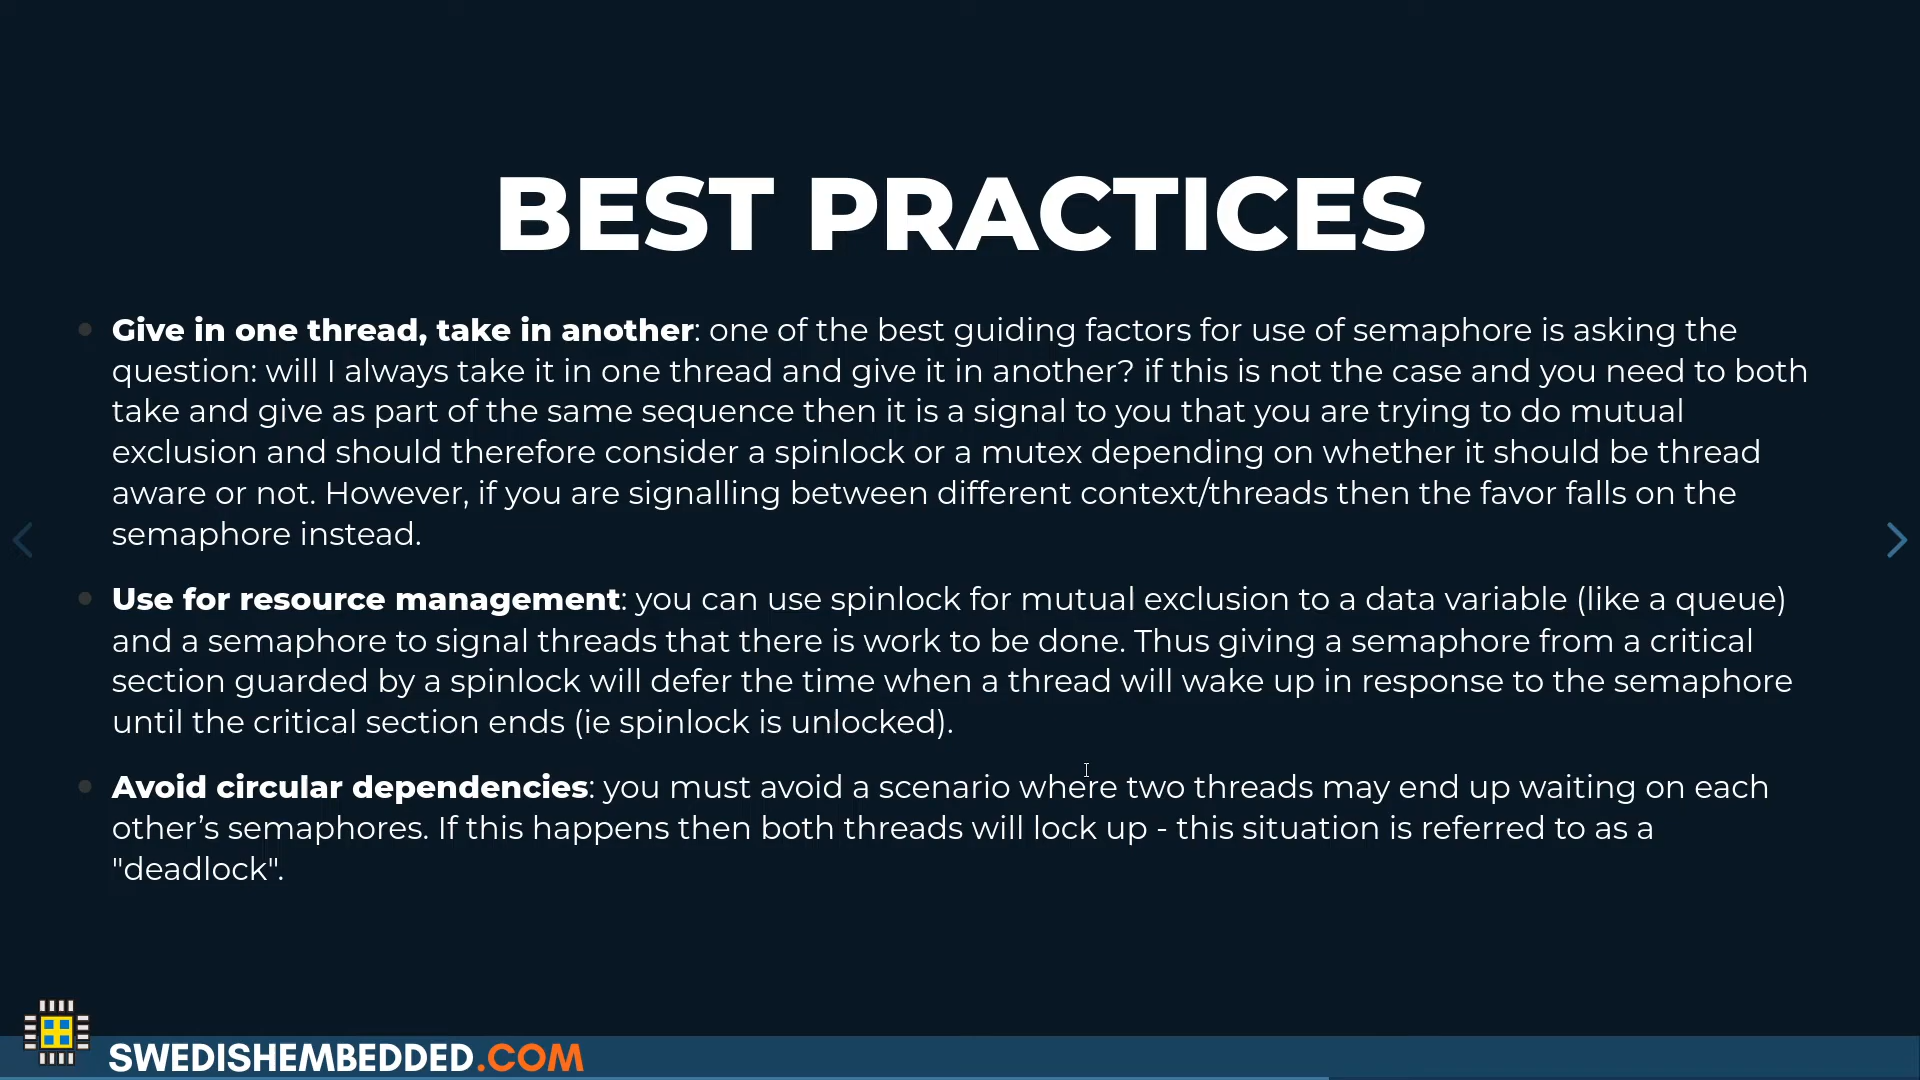 BEST PRACTICES
Give in one thread, take in another: one of the best guiding factors for use of semaphore is asking the
question: will I always take it in one thread and give it in another? if this is not the case and you need to both
take and give as part of the same sequence then it is a signal to you that you are trying to do mutual
exclusion and should therefore consider a spinlock or a mutex depending on whether it should be thread
aware or not. However, if you are signalling between different context/threads then the favor falls on the
semaphore instead.
Use for resource management: you can use spinlock for mutual exclusion to a data variable (like a queue)
and a semaphore to signal threads that there is work to be done. Thus giving a semaphore from a critical
section guarded by a spinlock will defer the time when a thread will wake up in response to the semaphore
until the critical section ends (ie spinlock is unlocked).
Avoid circular dependencies: you must avoid a scenario where two threads may end up waiting on each
other’s semaphores. If this happens then both threads will lock up - this situation is referred to as a
"deadlock".
SWEDISHEMBEDDED.COM